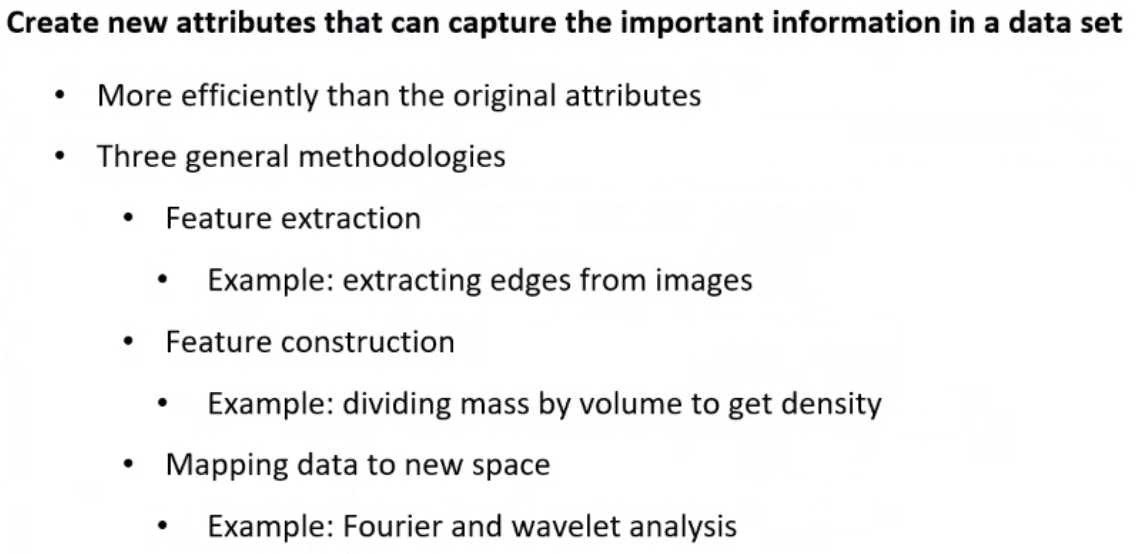 Create new attributes that can capture the important information in a data set
• More efficiently than the original attributes
• Three general methodologies
• Feature extraction
• Example: extracting edges from images
• Feature construction
• Example: dividing mass by volume to get density
• Mapping data to new space
• Example: Fourier and wavelet analysis